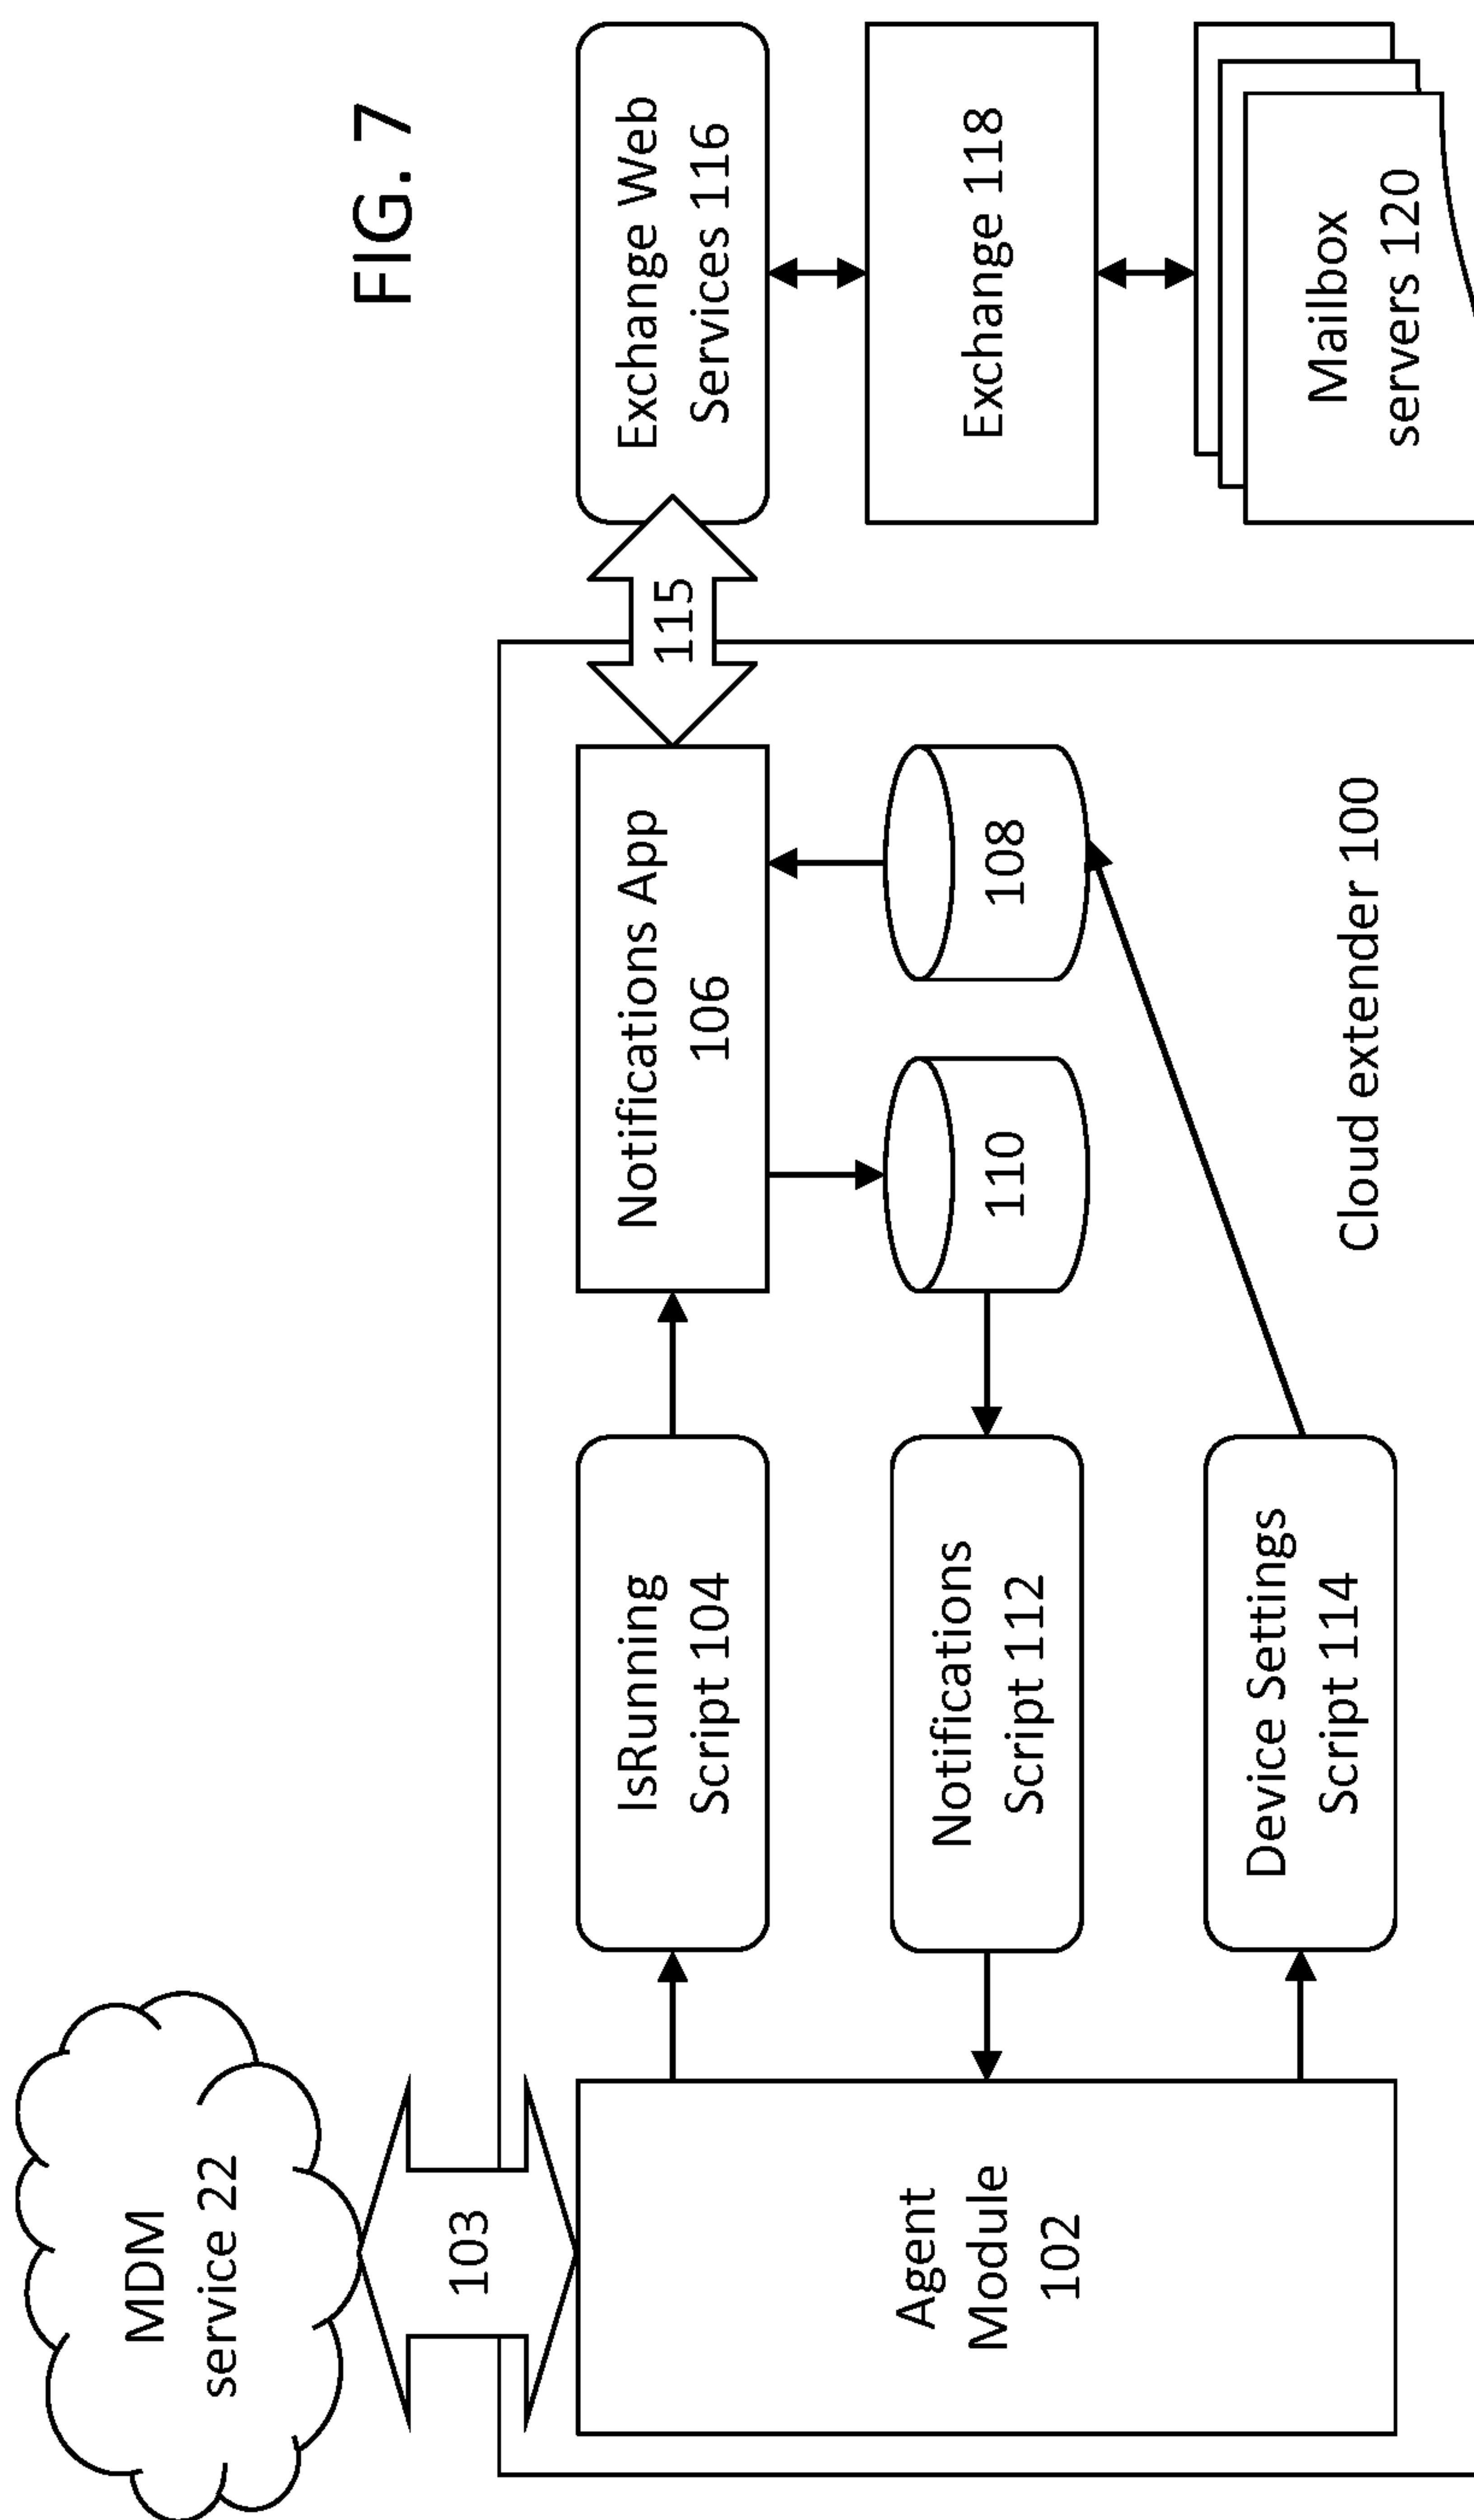 FIG. 7
MDM
service 22
103
Agent
Module
102
IsRunning
Script 104
Notifications
Script 112
Device Settings
Script 114
Notifications App
106
110
108
Cloud extender 100
115
Exchange Web
Services 116
Exchange 118
Mailbox
servers 120